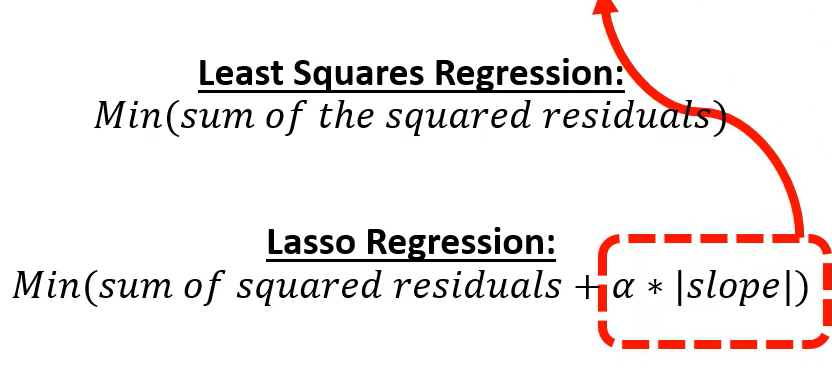 Least Squares Regression:
Min(sum of the squared residuals)
Lasso Regression:
Min(sum of squared residuals + α * |slope|)